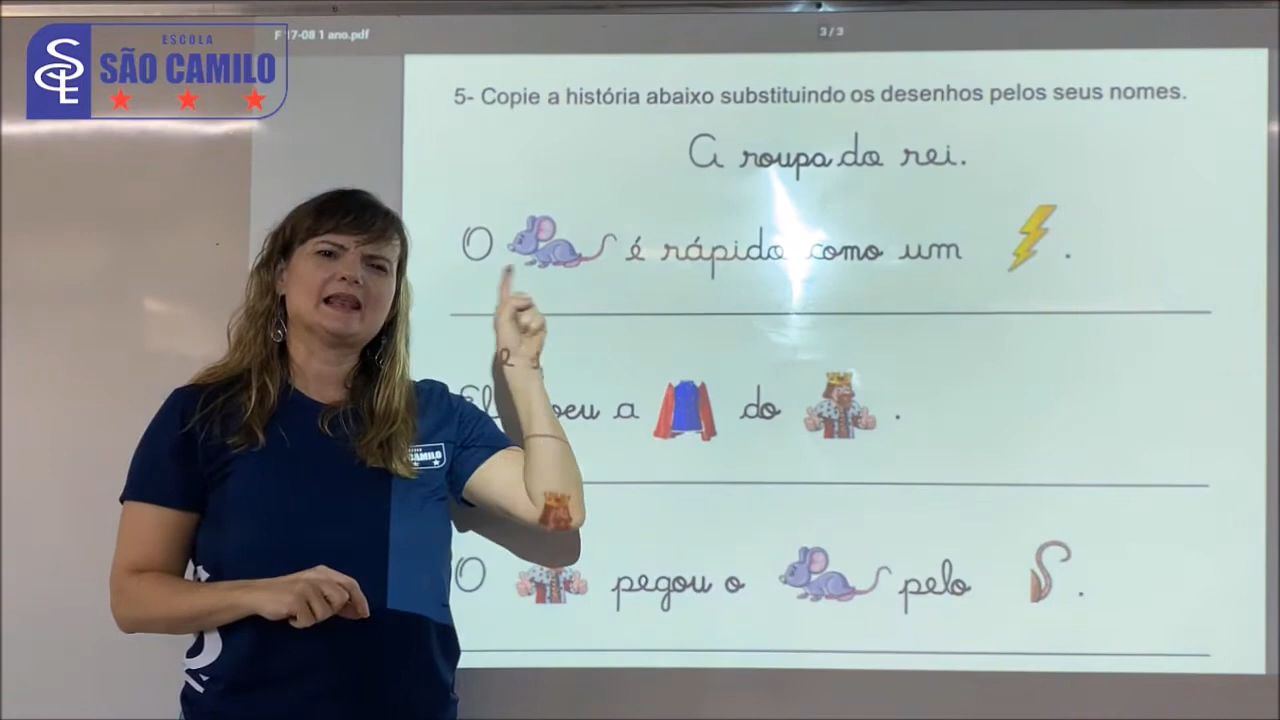 ESCOLA
SÃO CAMILO
F 17-08 1 ano.pdf
3/3
5- Copie a história abaixo substituindo os desenhos pelos seus nomes.
A roupa do rei.
O é rápido como um .
a do .
CAMILO
O pegou o pelo .